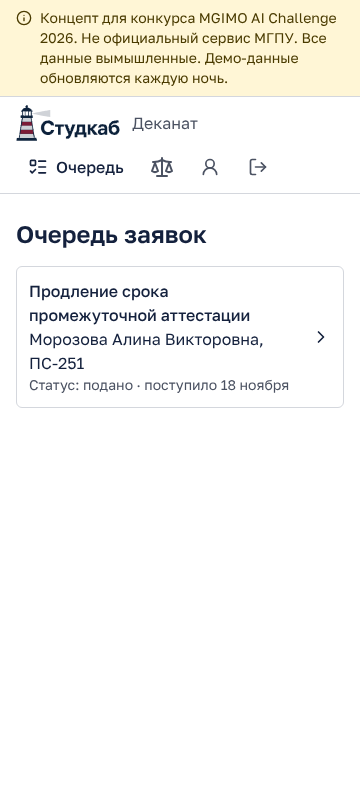 Концепт для конкурса MGIMO AI Challenge
2026. Не официальный сервис МГПУ. Все
данные вымышленные. Демо-данные
обновляются каждую ночь.
Студкаб Деканат
Очередь
Очередь заявок
Продление срока
промежуточной аттестации
Морозова Алина Викторовна,
ПС-251
Статус: подано · поступило 18 ноября